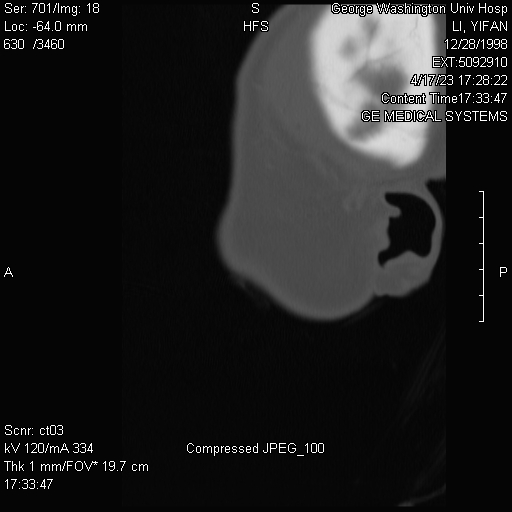 Ser: 701/Img: 18
Loc: -64.0 mm
630 /3460
S
HFS
George Washington Univ Hosp
LI, YIFAN
12/28/1998
EXT:5092910
4/17/23 17:28:22
Content Time17:33:47
GE MEDICAL SYSTEMS
A
P
Scnr: ct03
kV 120/mA 334
Thk 1 mm/FOV* 19.7 cm
17:33:47
Compressed JPEG_100